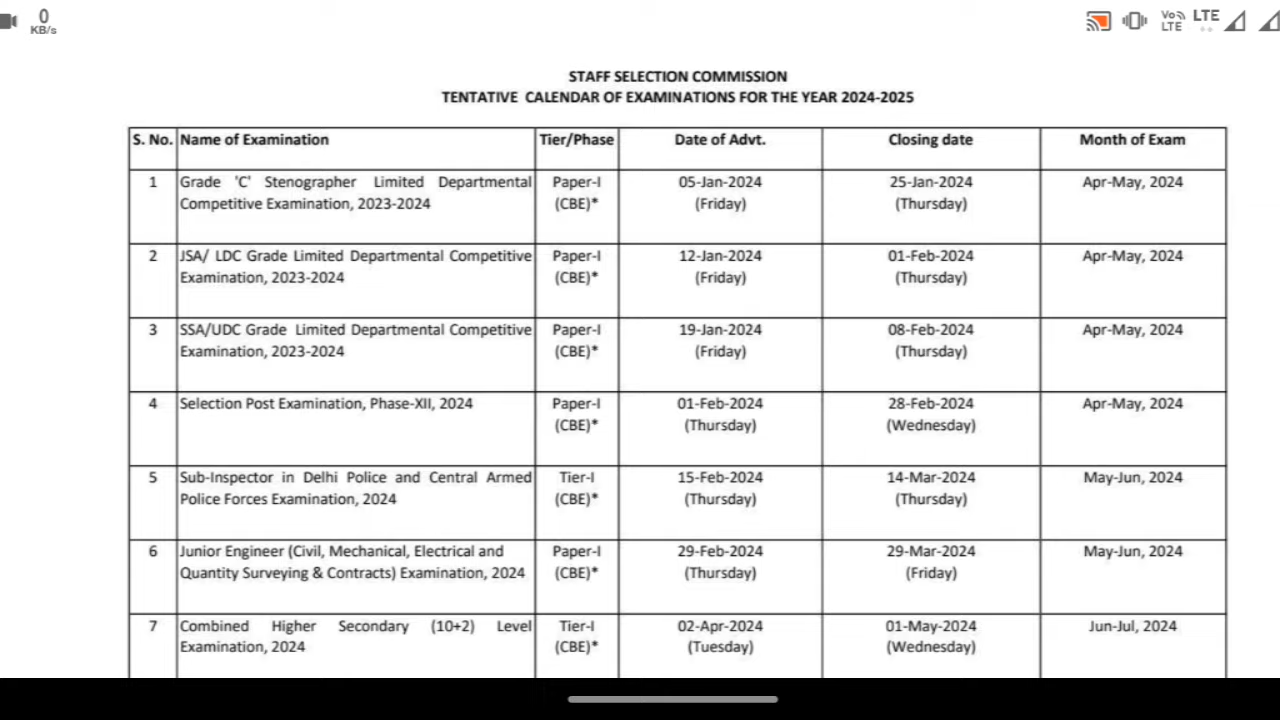 0
KB/s
Vo
LTE
LTE
STAFF SELECTION COMMISSION
TENTATIVE CALENDAR OF EXAMINATIONS FOR THE YEAR 2024-2025
S. No. Name of Examination Tier/Phase Date of Advt. Closing date Month of Exam
1 Grade 'C' Stenographer Limited Departmental Paper-I 05-Jan-2024 25-Jan-2024 Apr-May, 2024
Competitive Examination, 2023-2024 (CBE)* (Friday) (Thursday)
2 JSA/ LDC Grade Limited Departmental Competitive Paper-I 12-Jan-2024 01-Feb-2024 Apr-May, 2024
Examination, 2023-2024 (CBE)* (Friday) (Thursday)
3 SSA/UDC Grade Limited Departmental Competitive Paper-I 19-Jan-2024 08-Feb-2024 Apr-May, 2024
Examination, 2023-2024 (CBE)* (Friday) (Thursday)
4 Selection Post Examination, Phase-XII, 2024 Paper-I 01-Feb-2024 28-Feb-2024 Apr-May, 2024
(CBE)* (Thursday) (Wednesday)
5 Sub-Inspector in Delhi Police and Central Armed Tier-I 15-Feb-2024 14-Mar-2024 May-Jun, 2024
Police Forces Examination, 2024 (CBE)* (Thursday) (Thursday)
6 Junior Engineer (Civil, Mechanical, Electrical and Paper-I 29-Feb-2024 29-Mar-2024 May-Jun, 2024
Quantity Surveying & Contracts) Examination, 2024 (CBE)* (Thursday) (Friday)
7 Combined Higher Secondary (10+2) Level Tier-I 02-Apr-2024 01-May-2024 Jun-Jul, 2024
Examination, 2024 (CBE)* (Tuesday) (Wednesday)